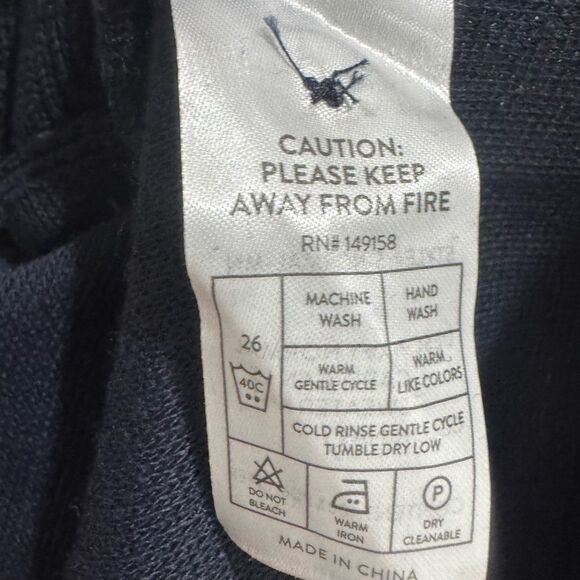 CAUTION:
PLEASE KEEP
AWAY FROM FIRE
RN# 149158
26
40C
MACHINE
WASH
HAND
WASH
WARM
GENTLE CYCLE
WARM
LIKE COLORS
COLD RINSE GENTLE CYCLE
TUMBLE DRY LOW
DO NOT
BLEACH
WARM
IRON
P
DRY
CLEANABLE
MADE IN CHINA